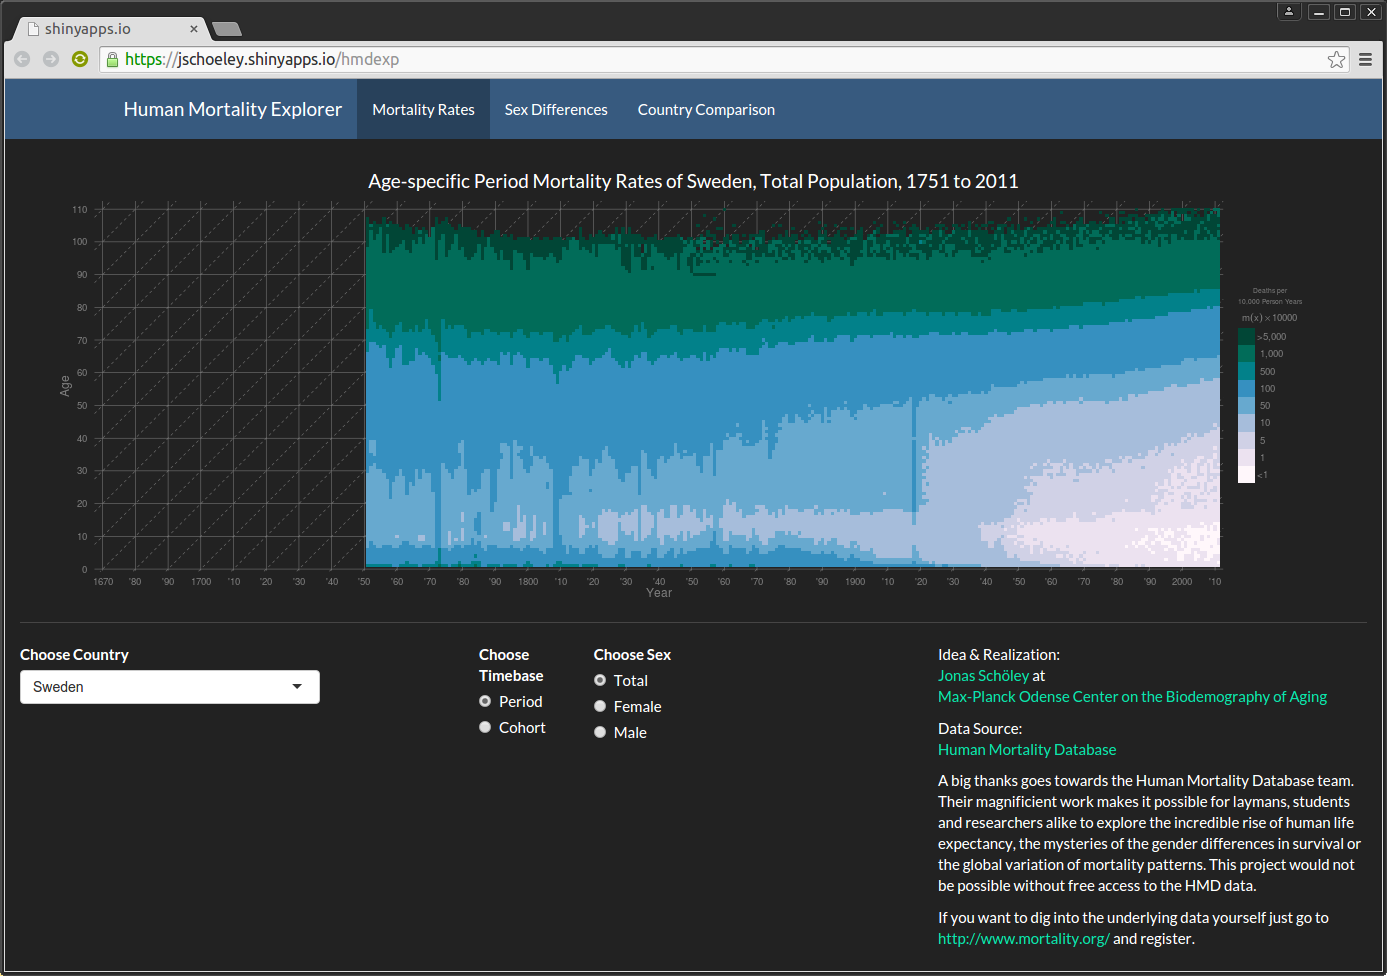 shinyapps.io
https://jschoeley.shinyapps.io/hmdexp
Human Mortality Explorer Mortality Rates Sex Differences Country Comparison
Age-specific Period Mortality Rates of Sweden, Total Population, 1751 to 2011
110
100
90
80
70
60
50
40
30
20
10
0
Age
1670 '80 '90 1700 '10 '20 '30 '40 '50 '60 '70 '80 '90 1800 '10 '20 '30 '40 '50 '60 '70 '80 '90 1900 '10 '20 '30 '40 '50 '60 '70 '80 '90 2000 '10
Year
Deaths per
10,000 Person Years
m(x)×10000
>5,000
1,000
500
100
50
10
5
1
<1
Choose Country
Sweden
Choose
Timebase
Period
Cohort
Choose Sex
Total
Female
Male
Idea & Realization:
Jonas Schöley at
Max-Planck Odense Center on the Biodemography of Aging
Data Source:
Human Mortality Database
A big thanks goes towards the Human Mortality Database team.
Their magnificient work makes it possible for laymans, students
and researchers alike to explore the incredible rise of human life
expectancy, the mysteries of the gender differences in survival or
the global variation of mortality patterns. This project would not
be possible without free access to the HMD data.
If you want to dig into the underlying data yourself just go to
http://www.mortality.org/ and register.